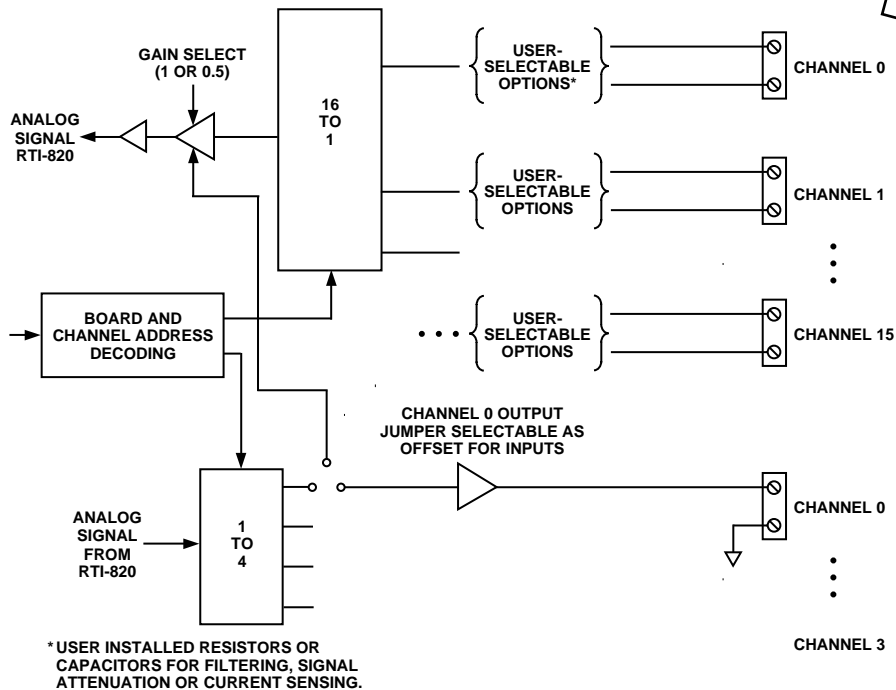 GAIN SELECT
(1 OR 0.5)
ANALOG
SIGNAL
RTI-820
16
TO
1
USER-
SELECTABLE
OPTIONS*
CHANNEL 0
USER-
SELECTABLE
OPTIONS
CHANNEL 1
BOARD AND
CHANNEL ADDRESS
DECODING
USER-
SELECTABLE
OPTIONS
CHANNEL 15
CHANNEL 0 OUTPUT
JUMPER SELECTABLE AS
OFFSET FOR INPUTS
ANALOG
SIGNAL
FROM
RTI-820
1
TO
4
CHANNEL 0
CHANNEL 3
* USER INSTALLED RESISTORS OR
CAPACITORS FOR FILTERING, SIGNAL
ATTENUATION OR CURRENT SENSING.